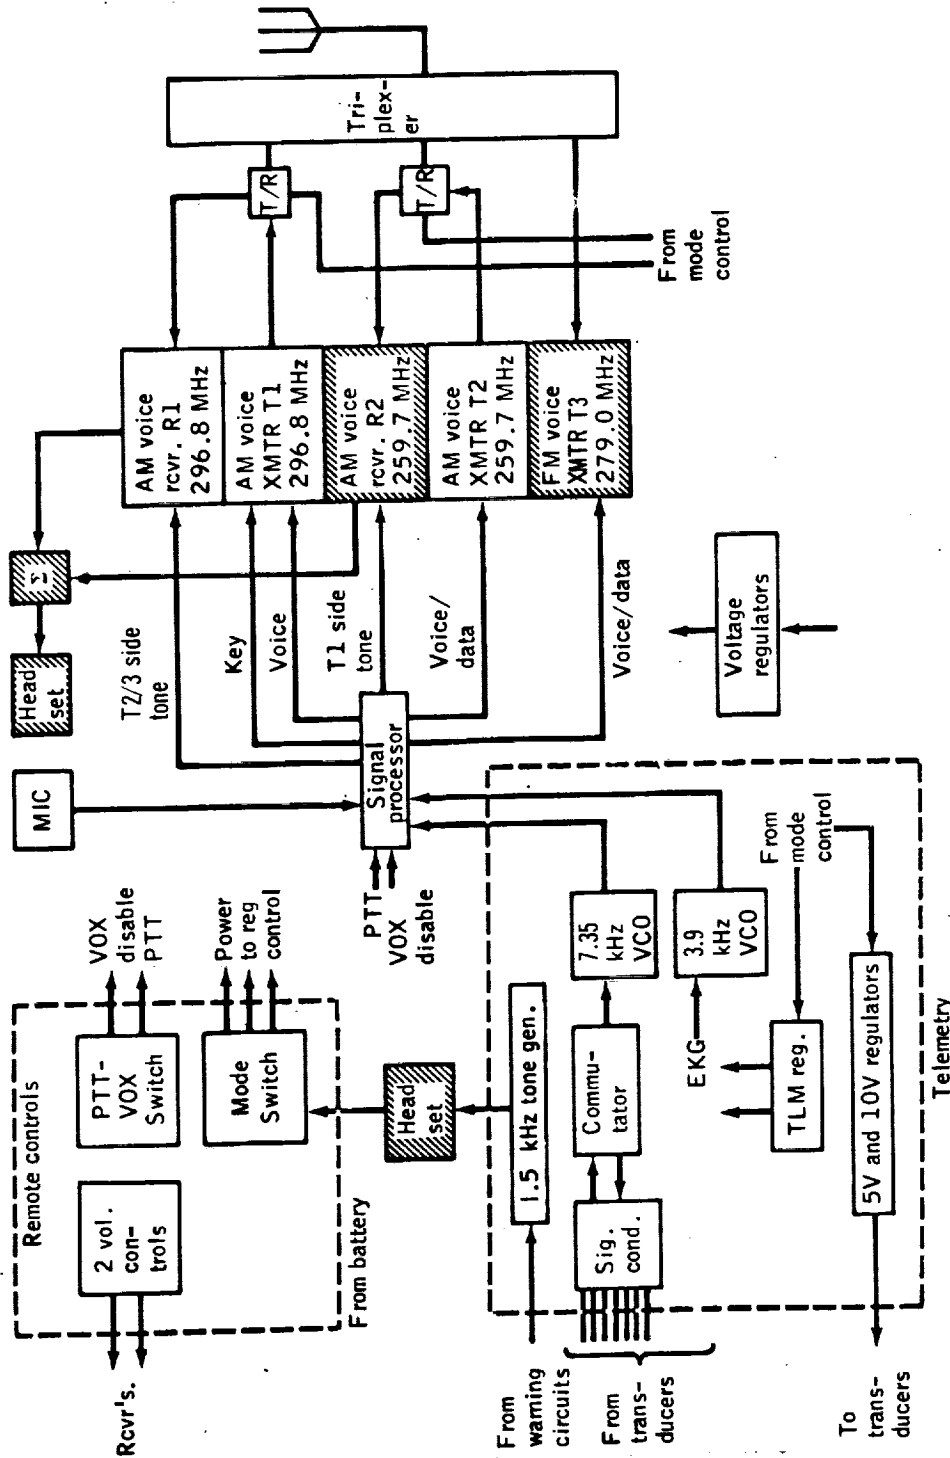 Remote controls
Rcvr's.
2 vol.
con-
trols
PTT-
VOX
Switch
VOX
disable
PTT
Mode
Switch
Power
to reg
control
From battery
Head
set
MIC
Head
set
Σ
T2/3 side
tone
Key
Voice
T1 side
tone
Voice/
data
Voice/data
PTT
VOX
disable
Signal
processor
AM voice
rcvr. R1
296.8 MHz
AM voice
XMTR T1
296.8 MHz
AM voice
rcvr. R2
259.7 MHz
AM voice
XMTR T2
259.7 MHz
FM voice
XMTR T3
279.0 MHz
T/R
T/R
Tri-
plex-
er
From
mode
control
Voltage
regulators
From
warning
circuits
1.5 kHz tone gen.
From
trans-
ducers
Sig.
cond.
Commu-
tator
7.35
kHz
VCO
EKG
3.9
kHz
VCO
TLM reg.
From
mode
control
5V and 10V regulators
To
trans-
ducers
Telemetry